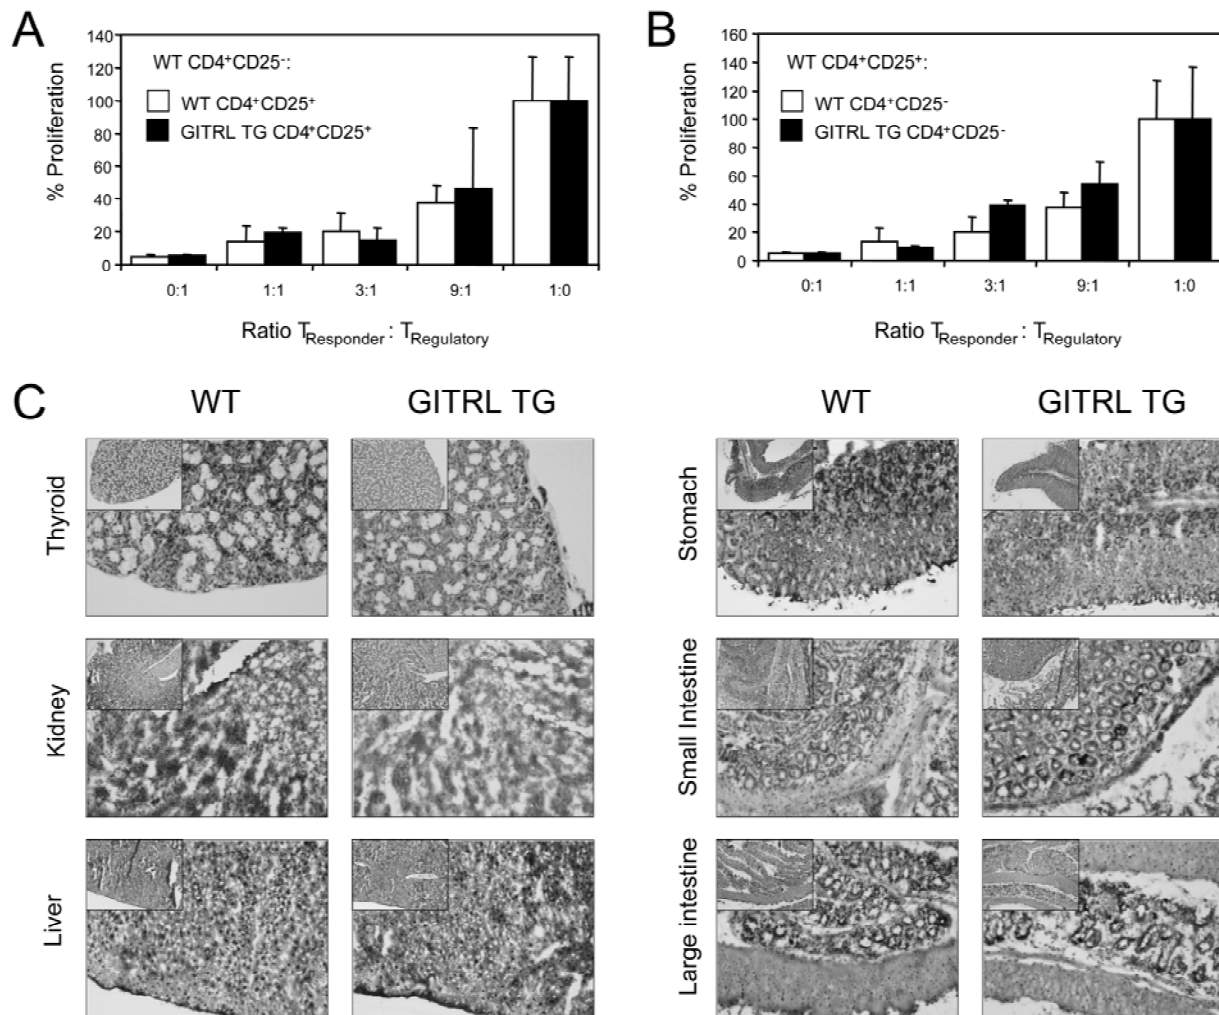 A
% Proliferation
140
120
100
80
60
40
20
0
WT CD4⁺CD25⁻:
WT CD4⁺CD25⁺
GITRL TG CD4⁺CD25⁺
0:1 1:1 3:1 9:1 1:0
Ratio T_Responder : T_Regulatory
B
% Proliferation
160
140
120
100
80
60
40
20
0
WT CD4⁺CD25⁺:
WT CD4⁺CD25⁻
GITRL TG CD4⁺CD25⁻
0:1 1:1 3:1 9:1 1:0
Ratio T_Responder : T_Regulatory
C
WT GITRL TG
Thyroid
Kidney
Liver
WT GITRL TG
Stomach
Small Intestine
Large intestine